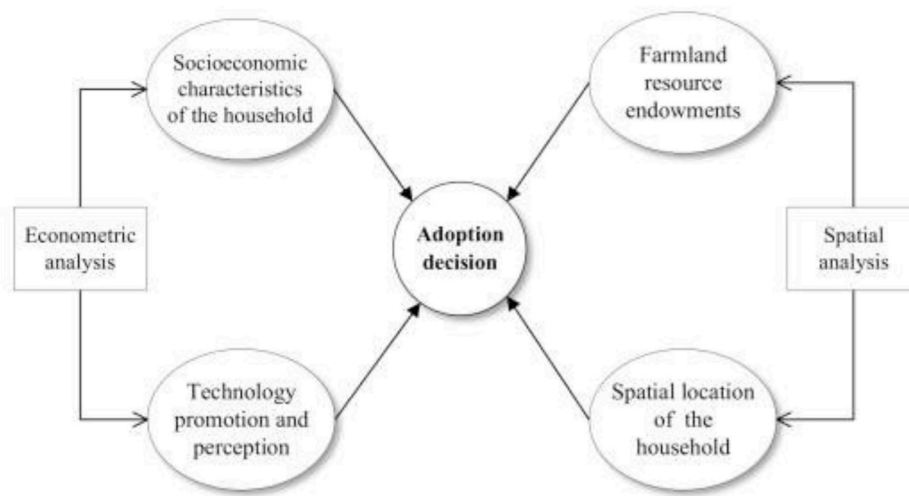 Socioeconomic
characteristics
of the household
Farmland
resource
endowments
Econometric
analysis
Adoption
decision
Spatial
analysis
Technology
promotion and
perception
Spatial location
of the
household